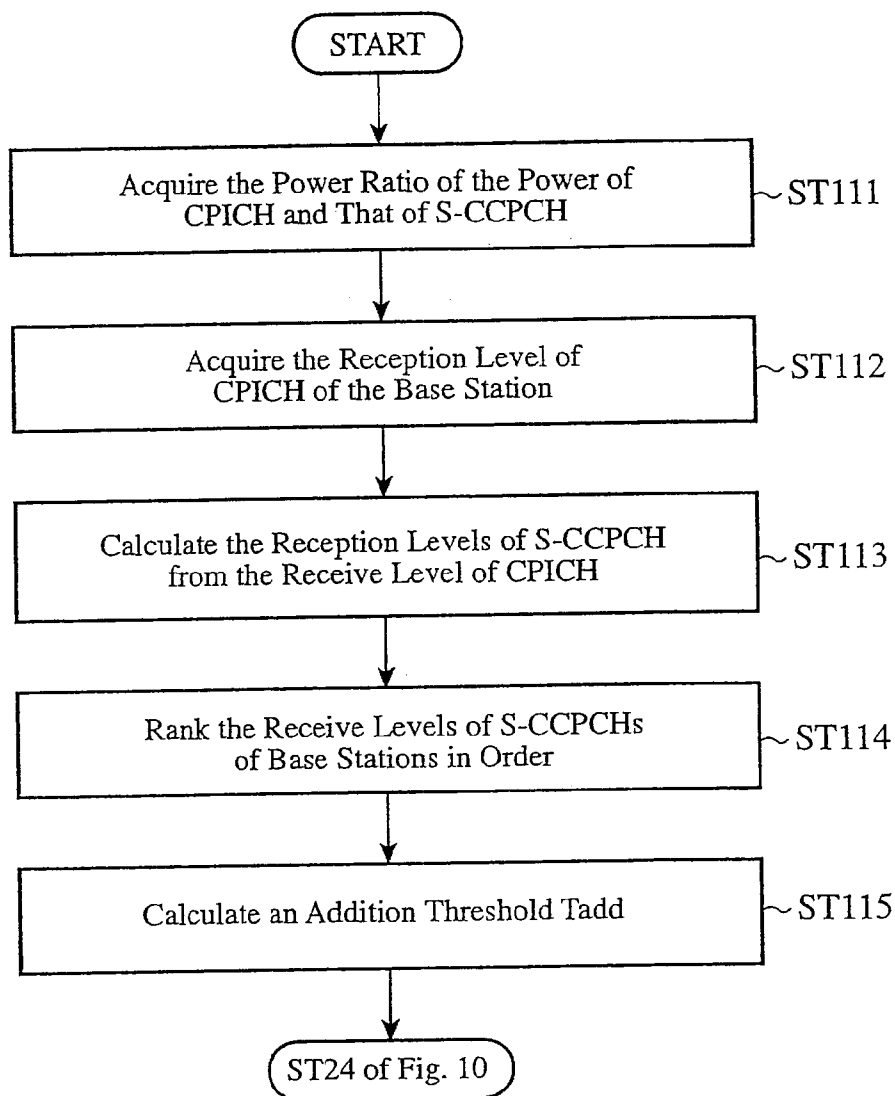 START
Acquire the Power Ratio of the Power of
CPICH and That of S-CCPCH
ST111
Acquire the Reception Level of
CPICH of the Base Station
ST112
Calculate the Reception Levels of S-CCPCH
from the Receive Level of CPICH
ST113
Rank the Receive Levels of S-CCPCHs
of Base Stations in Order
ST114
Calculate an Addition Threshold Tadd
ST115
ST24 of Fig. 10